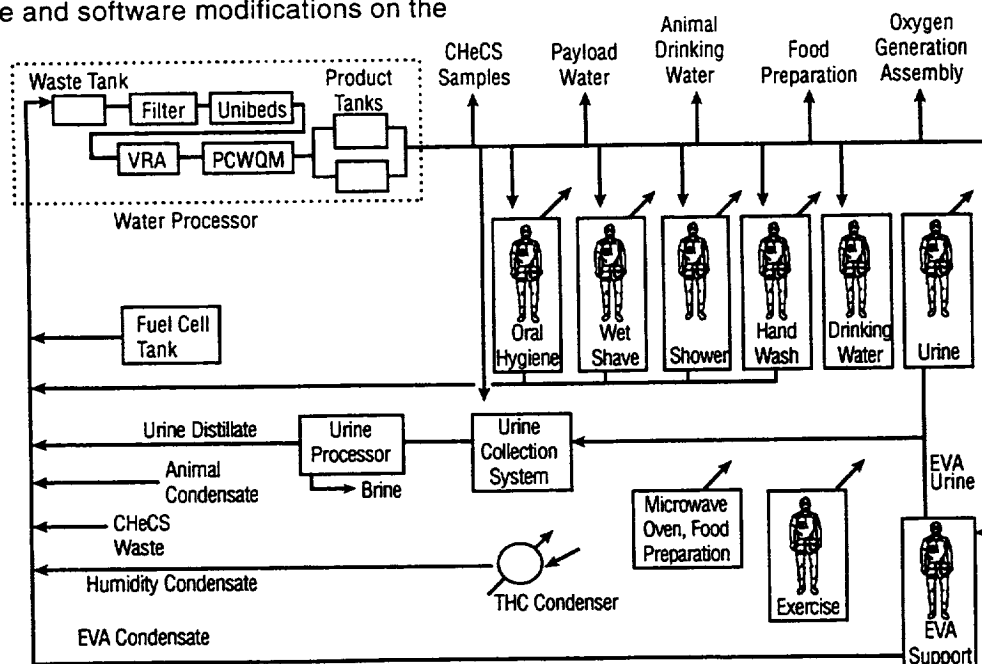 e and software modifications on the
Waste Tank
Filter
Unibeds
Product
Tanks
VRA
PCWQM
Water Processor
CHeCS
Samples
Payload
Water
Animal
Drinking
Water
Food
Preparation
Oxygen
Generation
Assembly
Oral
Hygiene
Wet
Shave
Shower
Hand
Wash
Drinking
Water
Urine
Fuel Cell
Tank
Urine Distillate
Urine
Processor
Brine
Urine
Collection
System
EVA
Urine
Animal
Condensate
CHeCS
Waste
Humidity Condensate
THC Condenser
Microwave
Oven, Food
Preparation
Exercise
EVA Condensate
EVA
Support